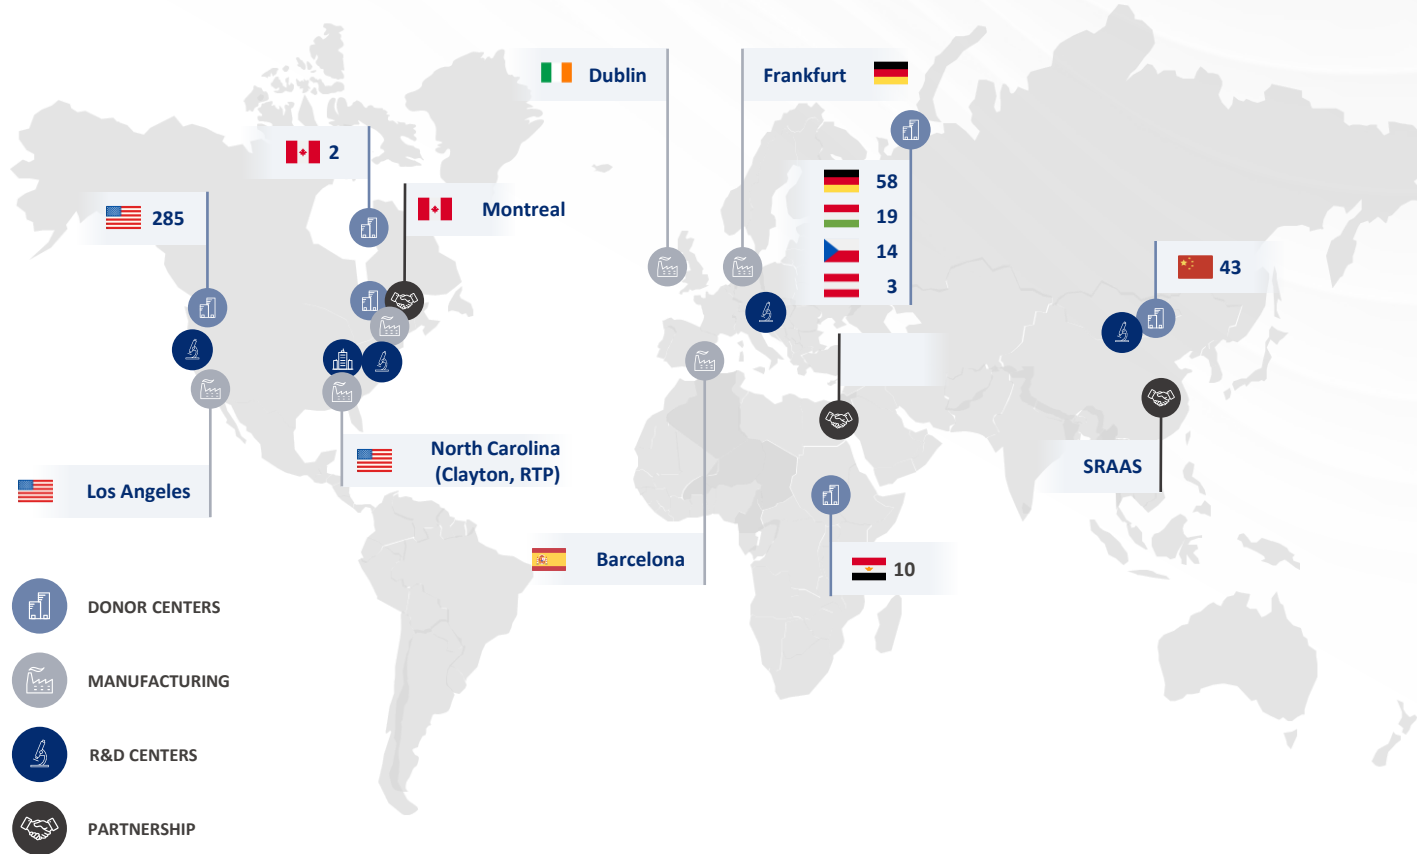 Dublin
Frankfurt
2
58
285
Montreal
19
14
43
3
North Carolina
(Clayton, RTP)
SRAAS
Los Angeles
Barcelona
10
DONOR CENTERS
MANUFACTURING
R&D CENTERS
PARTNERSHIP